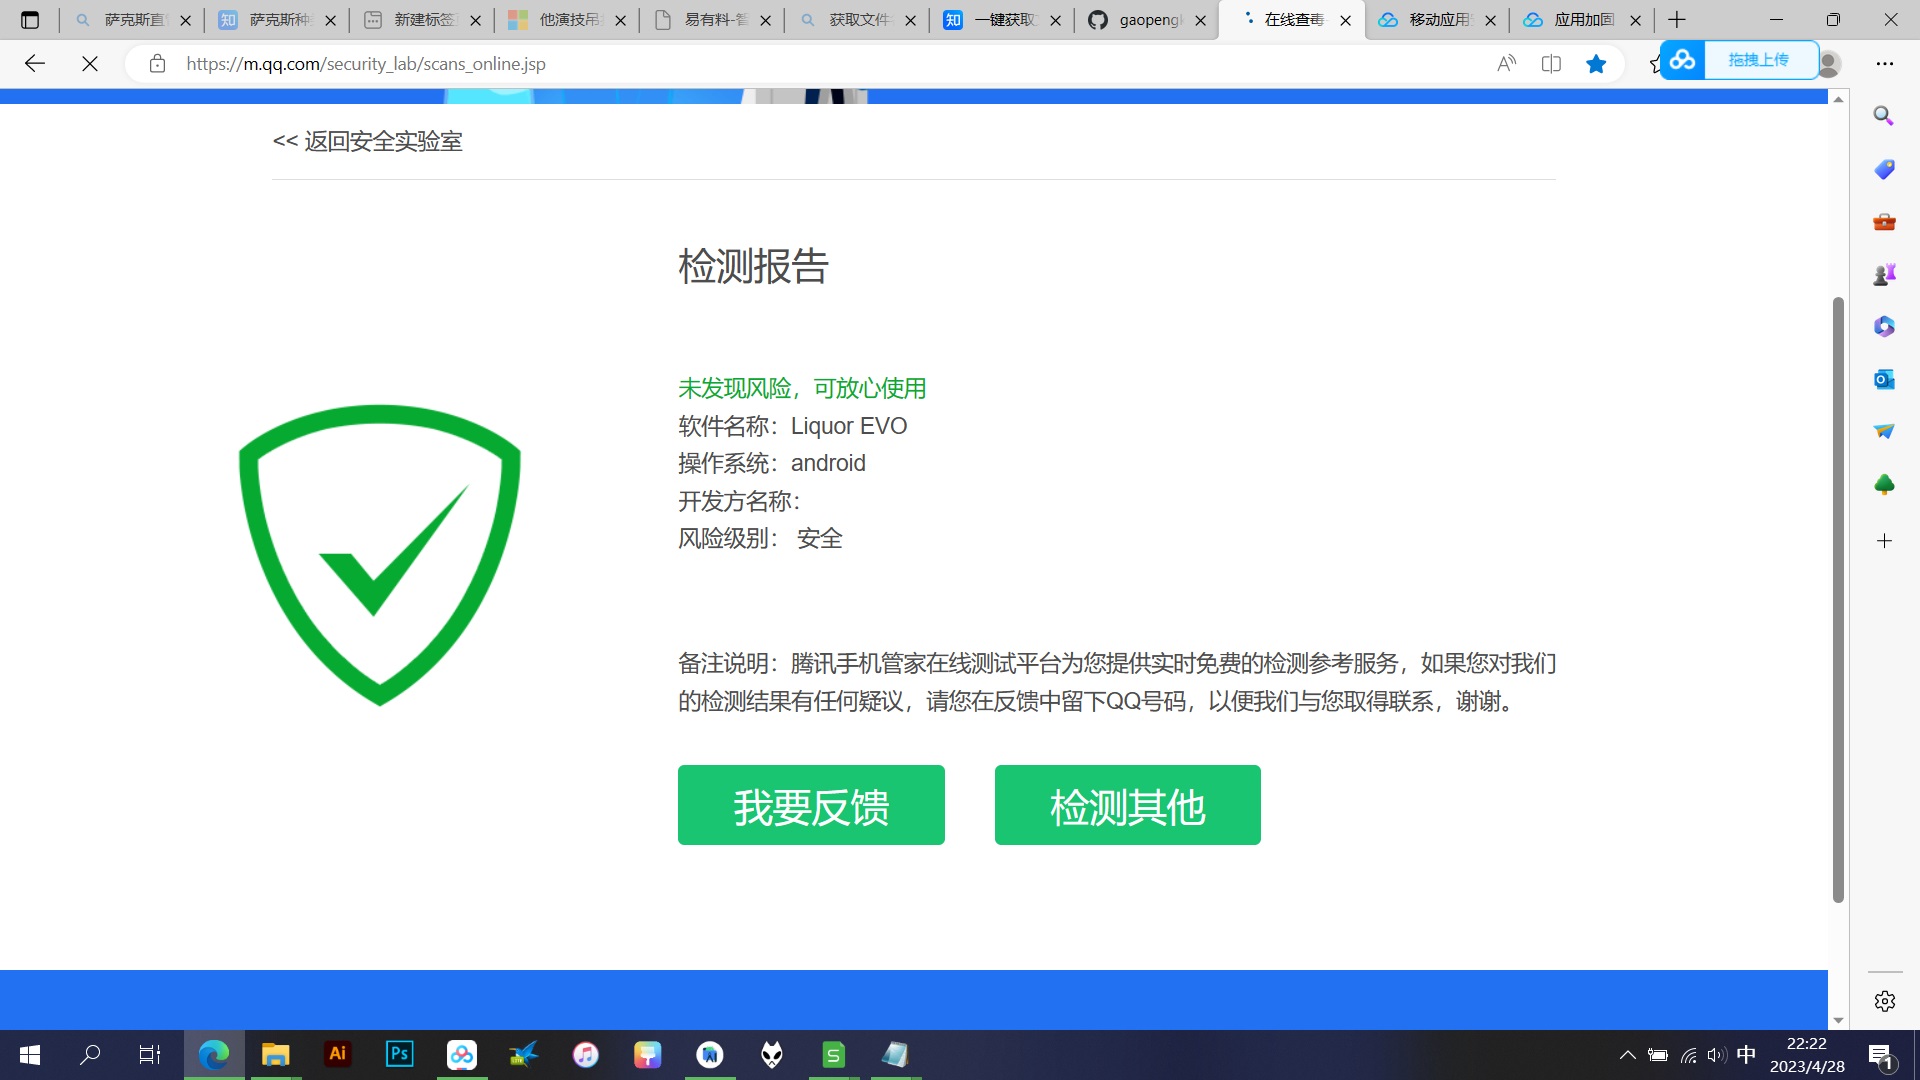 萨克斯直
萨克斯种
新建标签
他演技吊
易有料-智
获取文件
一键获取
gaopengl
在线查毒
移动应用
应用加固
https://m.qq.com/security_lab/scans_online.jsp
拖拽上传
<< 返回安全实验室
检测报告
未发现风险，可放心使用
软件名称：Liquor EVO
操作系统：android
开发方名称：
风险级别： 安全
备注说明：腾讯手机管家在线测试平台为您提供实时免费的检测参考服务，如果您对我们
的检测结果有任何疑议，请您在反馈中留下QQ号码，以便我们与您取得联系，谢谢。
我要反馈
检测其他
Ai
Ps
S
中
22:22
2023/4/28
1